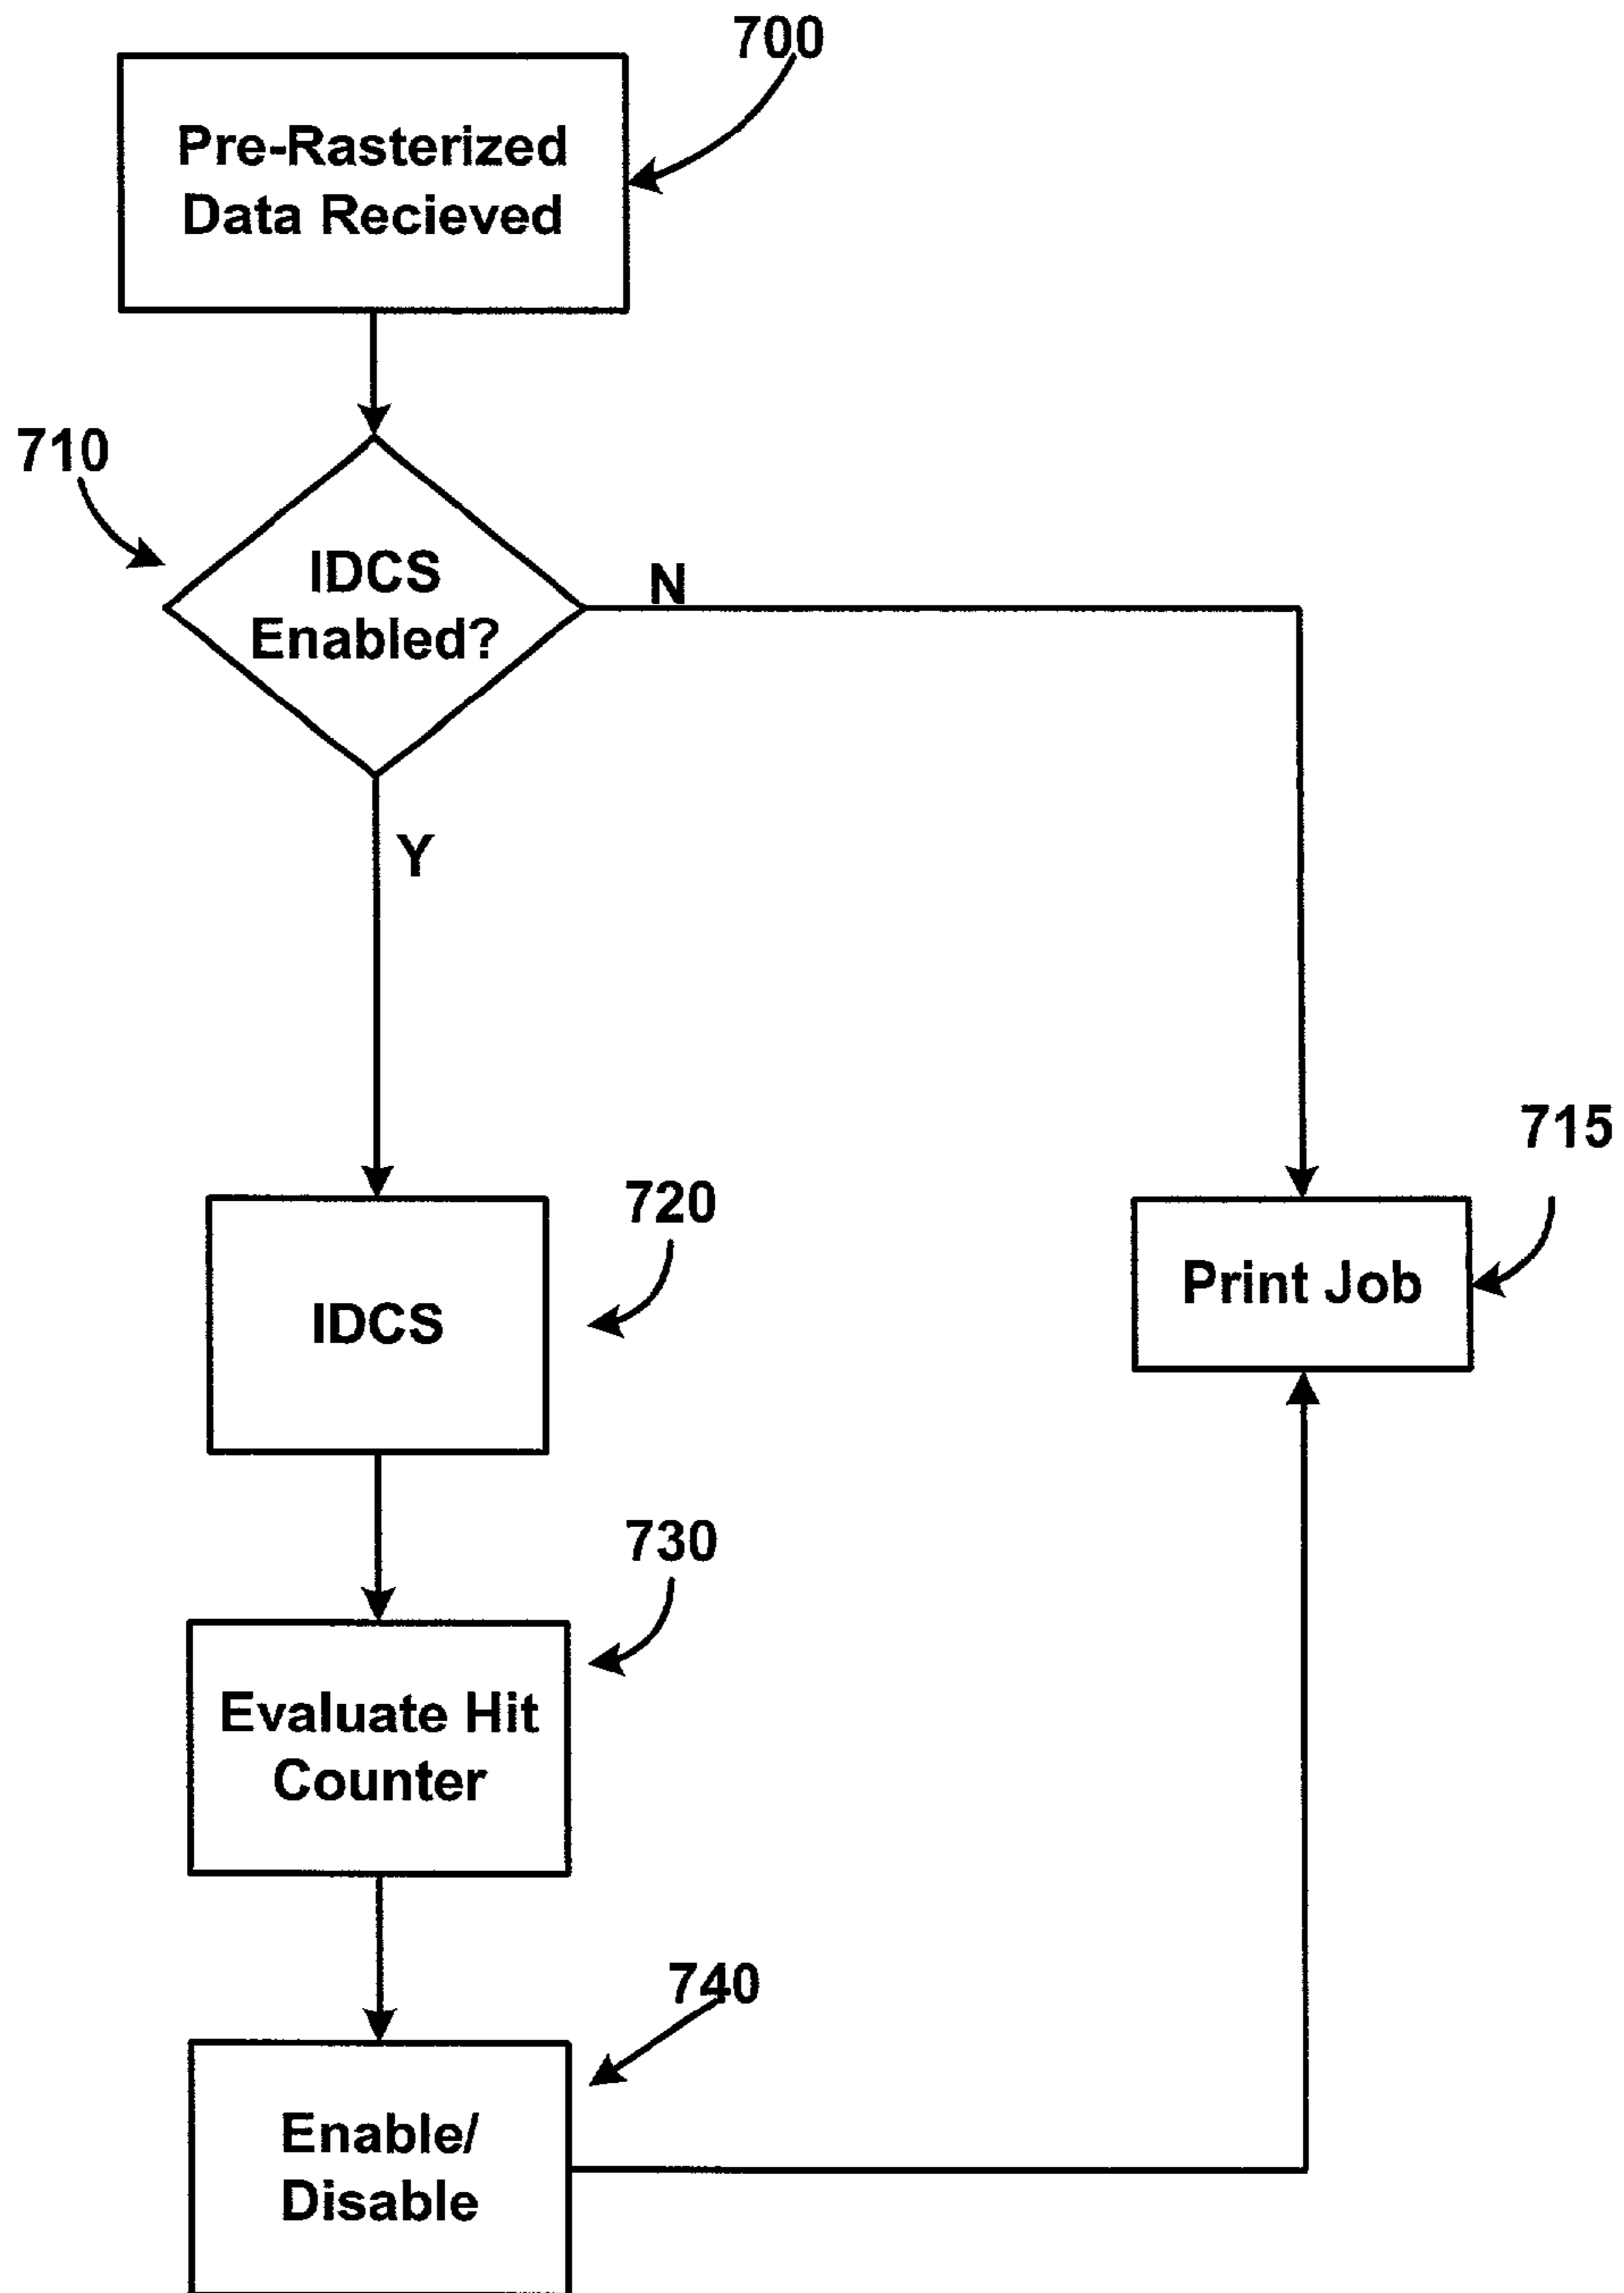 700
Pre-Rasterized
Data Recieved
710
IDCS
Enabled?
N
Y
715
720
Print Job
IDCS
730
Evaluate Hit
Counter
740
Enable/
Disable